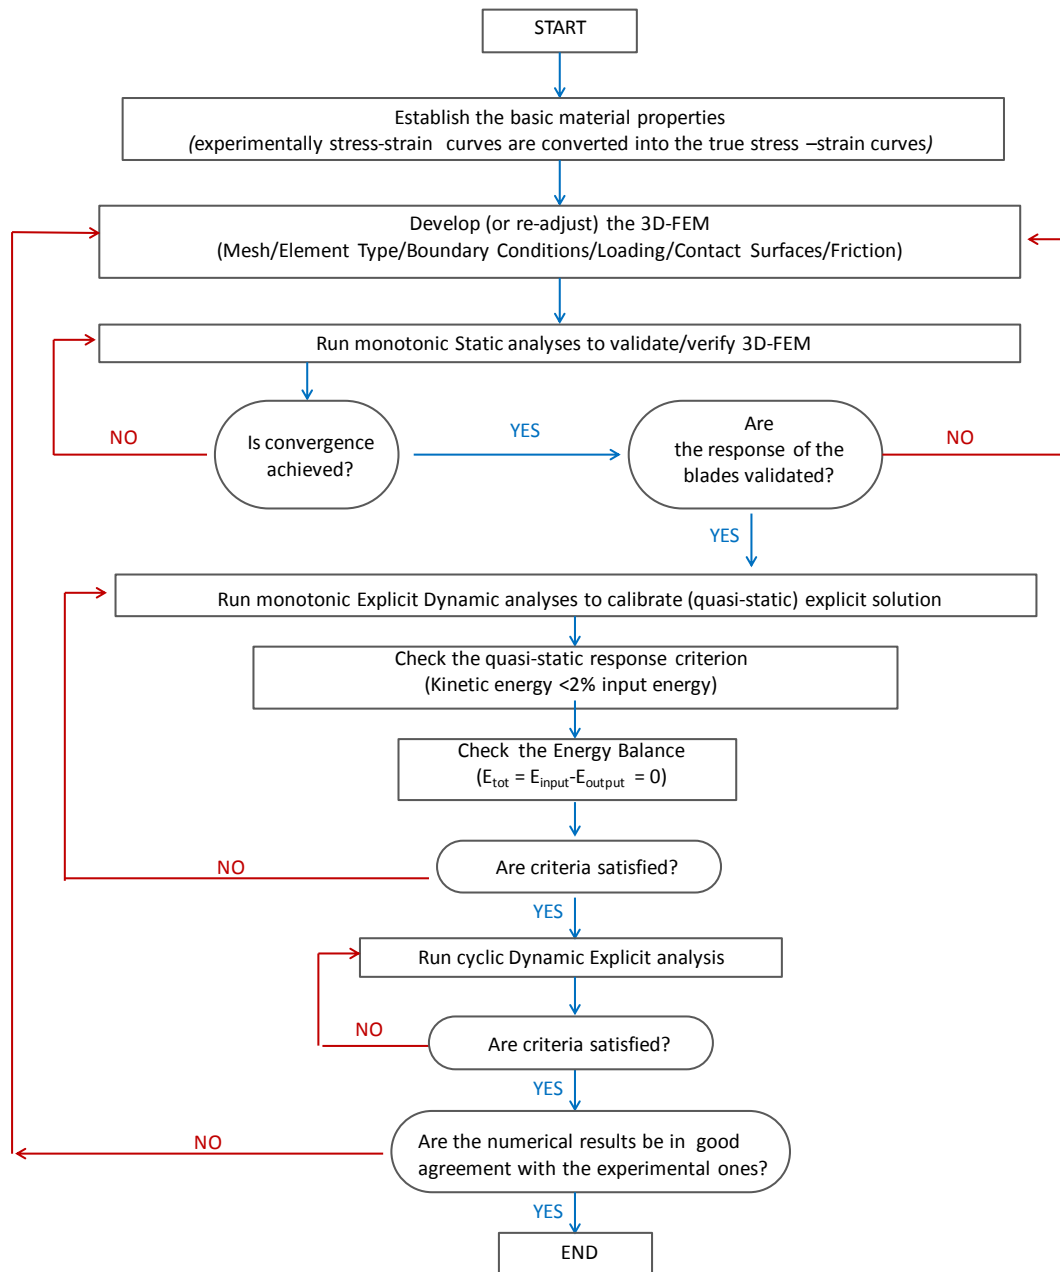 START
Establish the basic material properties
(experimentally stress-strain curves are converted into the true stress –strain curves)
Develop (or re-adjust) the 3D-FEM
(Mesh/Element Type/Boundary Conditions/Loading/Contact Surfaces/Friction)
Run monotonic Static analyses to validate/verify 3D-FEM
NO
Is convergence
achieved?
YES
Are
the response of the
blades validated?
NO
YES
Run monotonic Explicit Dynamic analyses to calibrate (quasi-static) explicit solution
Check the quasi-static response criterion
(Kinetic energy <2% input energy)
Check the Energy Balance
(E_tot = E_input-E_output = 0)
NO
Are criteria satisfied?
YES
Run cyclic Dynamic Explicit analysis
NO
Are criteria satisfied?
YES
NO
Are the numerical results be in good
agreement with the experimental ones?
YES
END